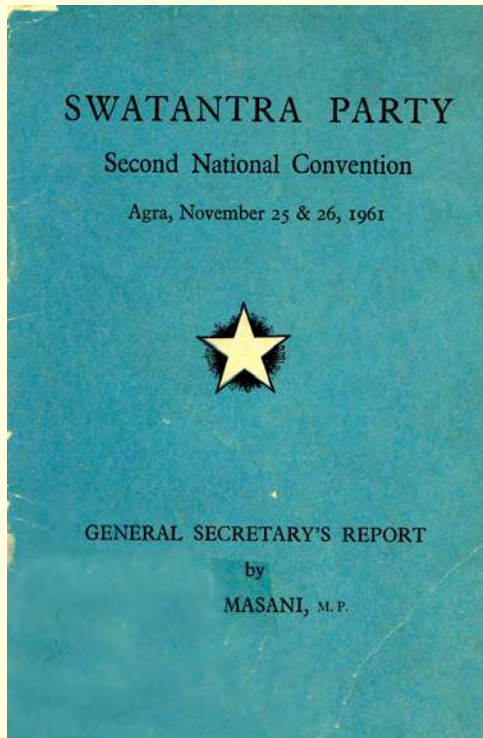 SWATANTRA PARTY
Second National Convention
Agra, November 25 & 26, 1961
GENERAL SECRETARY'S REPORT
by
MASANI, M.P.